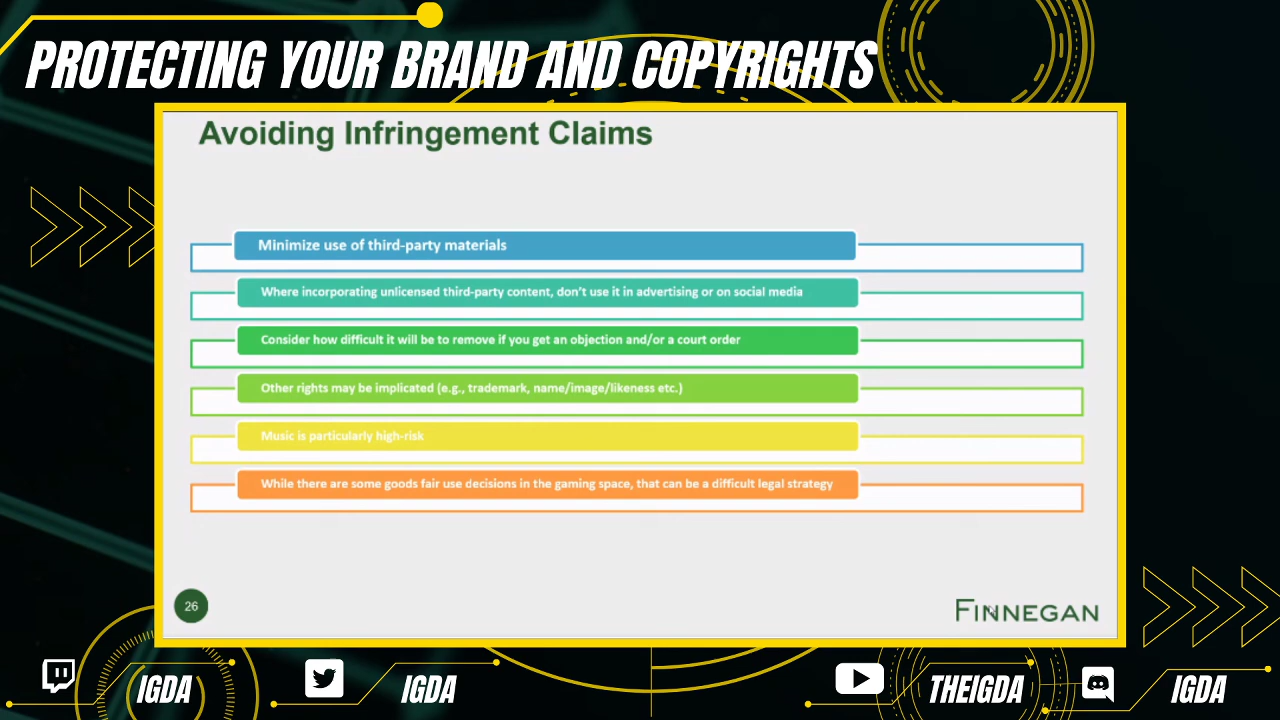 PROTECTING YOUR BRAND AND COPYRIGHTS
Avoiding Infringement Claims
Minimize use of third-party materials
Where incorporating unlicensed third-party content, don't use it in advertising or on social media
Consider how difficult it will be to remove if you get an objection and/or a court order
Other rights may be implicated (e.g., trademark, name/image/likeness etc.)
Music is particularly high-risk
While there are some goods fair use decisions in the gaming space, that can be a difficult legal strategy
26
FINNEGAN
IGDA
IGDA
THEIGDA
IGDA